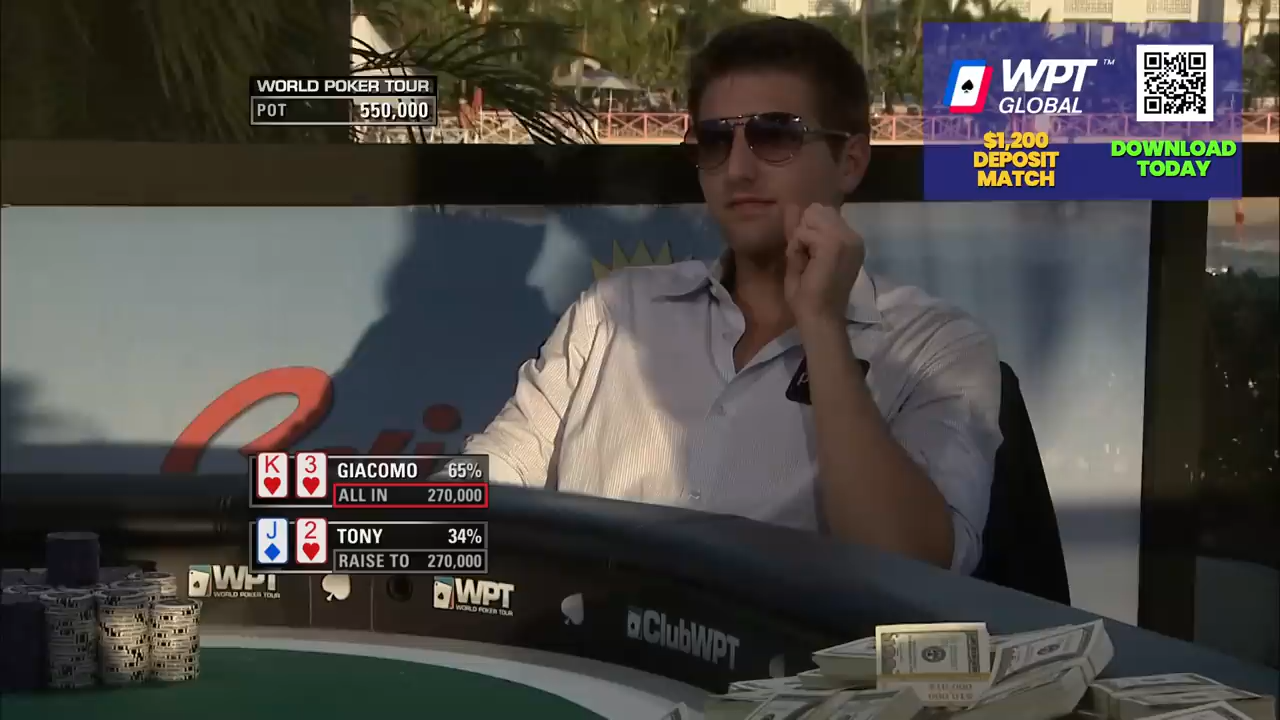 WORLD POKER TOUR
POT 550,000
WPT™
GLOBAL
$1,200
DEPOSIT
MATCH
DOWNLOAD
TODAY
K 3 GIACOMO 65%
ALL IN 270,000
J 2 TONY 34%
RAISE TO 270,000
WPT
WORLD POKER TOUR
WPT
WORLD POKER TOUR
ClubWPT